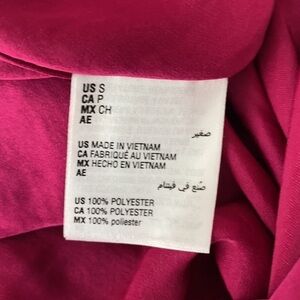 US S
CA P
MX CH
AE
صغير
US MADE IN VIETNAM
CA FABRIQUÉ AU VIETNAM
MX HECHO EN VIETNAM
AE
صُنع في فيتنام
US 100% POLYESTER
CA 100% POLYESTER
MX 100% poliester